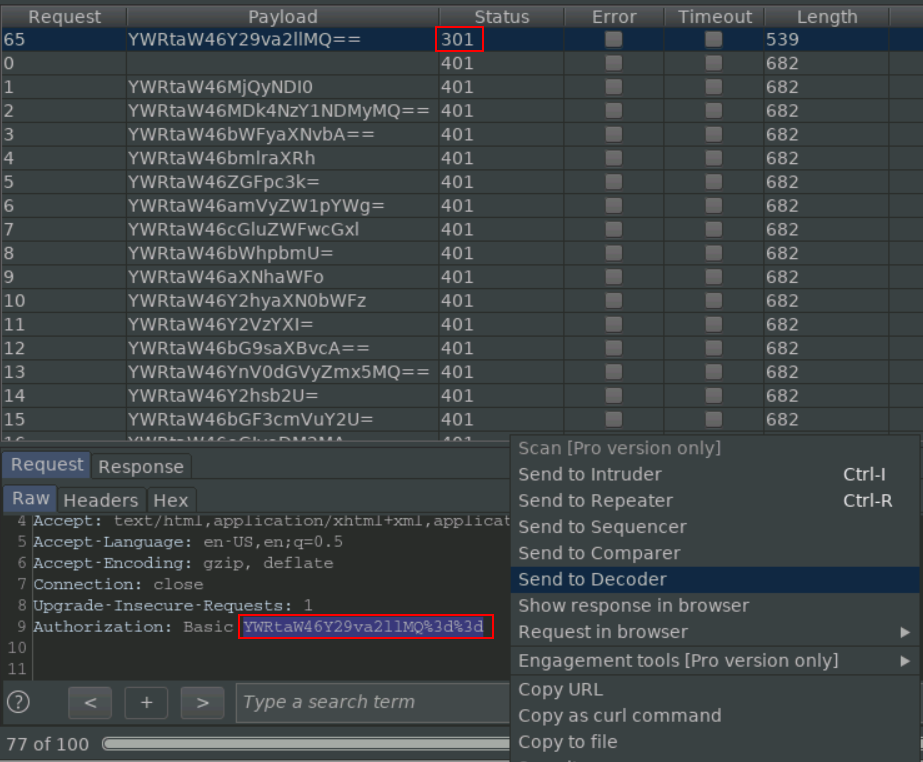 Request Payload Status Error Timeout Length
65 YWRtaW46Y29va2llMQ== 301 539
0 401 682
1 YWRtaW46MjQyNDI0 401 682
2 YWRtaW46MDk4NzY1NDMyMQ== 401 682
3 YWRtaW46bWFyaXNvbA== 401 682
4 YWRtaW46bmlraXRh 401 682
5 YWRtaW46ZGFpc3k= 401 682
6 YWRtaW46amVyZW1pYWg= 401 682
7 YWRtaW46cGluZWFwcGxl 401 682
8 YWRtaW46bWhpbmU= 401 682
9 YWRtaW46aXNhaWFo 401 682
10 YWRtaW46Y2hyaXN0bWFz 401 682
11 YWRtaW46Y2VzYXI= 401 682
12 YWRtaW46bG9saXBvcA== 401 682
13 YWRtaW46YnV0dGVyZmx5MQ== 401 682
14 YWRtaW46Y2hsb2U= 401 682
15 YWRtaW46bGF3cmVuY2U= 401 682
Request Response
Raw Headers Hex
4 Accept: text/html,application/xhtml+xml,applicat
5 Accept-Language: en-US,en;q=0.5
6 Accept-Encoding: gzip, deflate
7 Connection: close
8 Upgrade-Insecure-Requests: 1
9 Authorization: Basic YWRtaW46Y29va2llMQ%3d%3d
10
11
? < + > Type a search term
77 of 100
Scan [Pro version only]
Send to Intruder Ctrl-I
Send to Repeater Ctrl-R
Send to Sequencer
Send to Comparer
Send to Decoder
Show response in browser
Request in browser
Engagement tools [Pro version only]
Copy URL
Copy as curl command
Copy to file